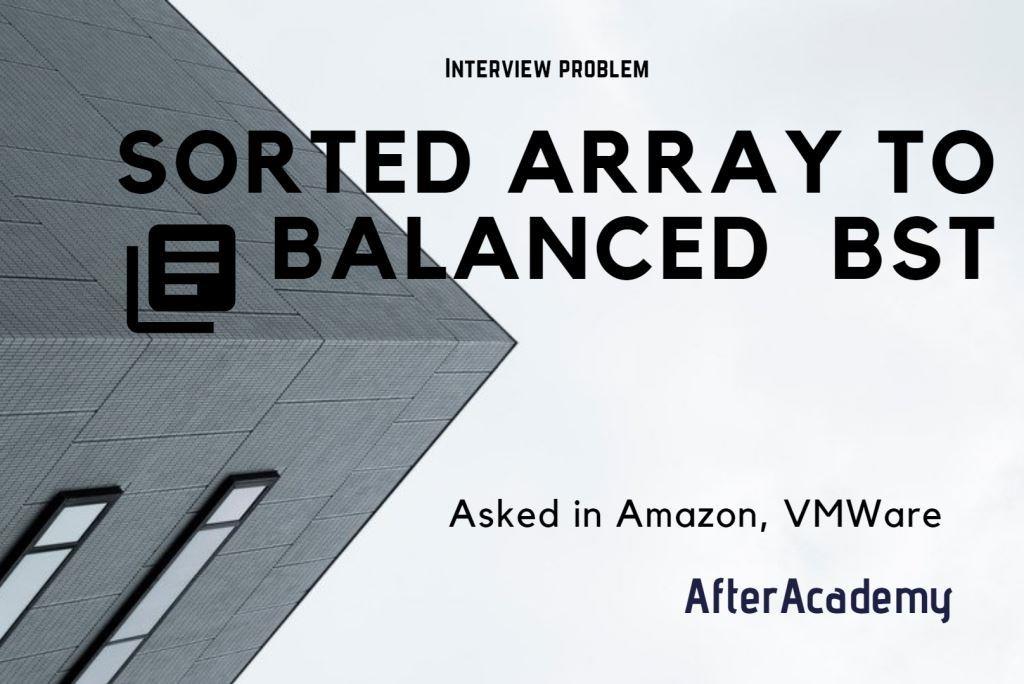 INTERVIEW PROBLEM
SORTED ARRAY TO
BALANCED BST
Asked in Amazon, VMWare
AfterAcademy